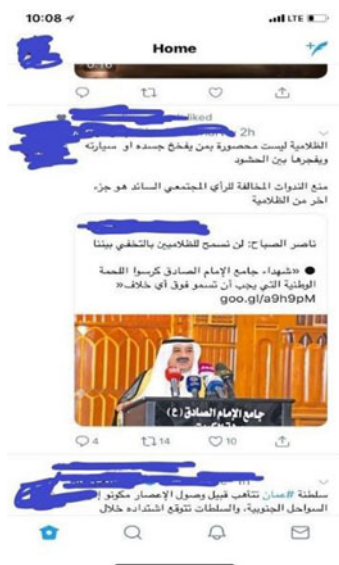 10:08
LTE
Home
0:16
liked
2h
الظلامية ليست محصورة بمن يفخخ جسده او سيارته
ويفجرها بين الحشود
منع الندوات المخالفة للرأي المجتمعي السائد هو جزء
اخر من الظلامية
ناصر الصباح: لن نسمح للظلاميين بالتخفي بيننا
● «شهداء جامع الإمام الصادق كرسوا اللحمة
الوطنية التي يجب أن تسمو فوق أي خلاف«
goo.gl/a9h9pM
جامع الإمام الصادق (ع)
4 14 10
سلطنة #عمان تتأهب قبيل وصول الإعصار مكونو إ
السواحل الجنوبية، والسلطات تتوقع اشتداده خلال